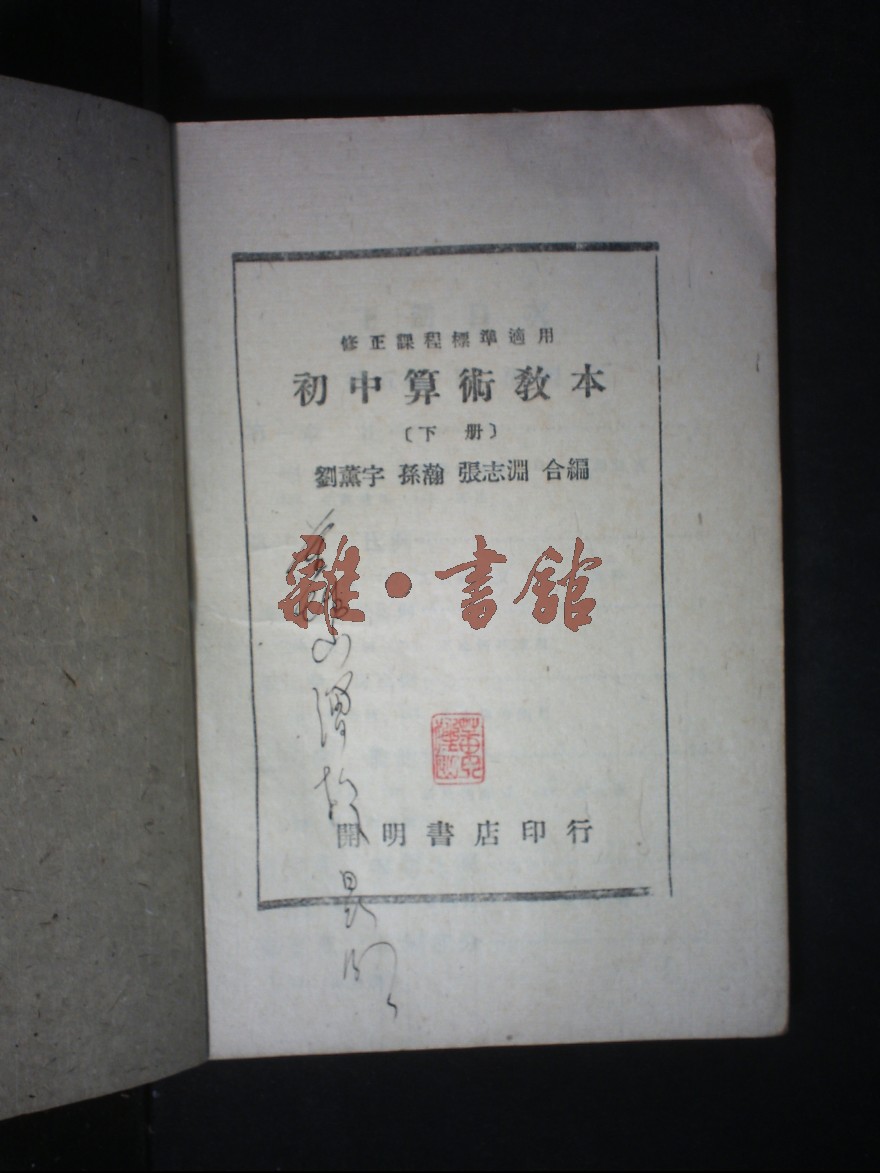 修正課程標準適用
初中算術教本
〔下册〕
劉薰宇 孫瀚 張志淵 合編
雜·書館
開明書店印行